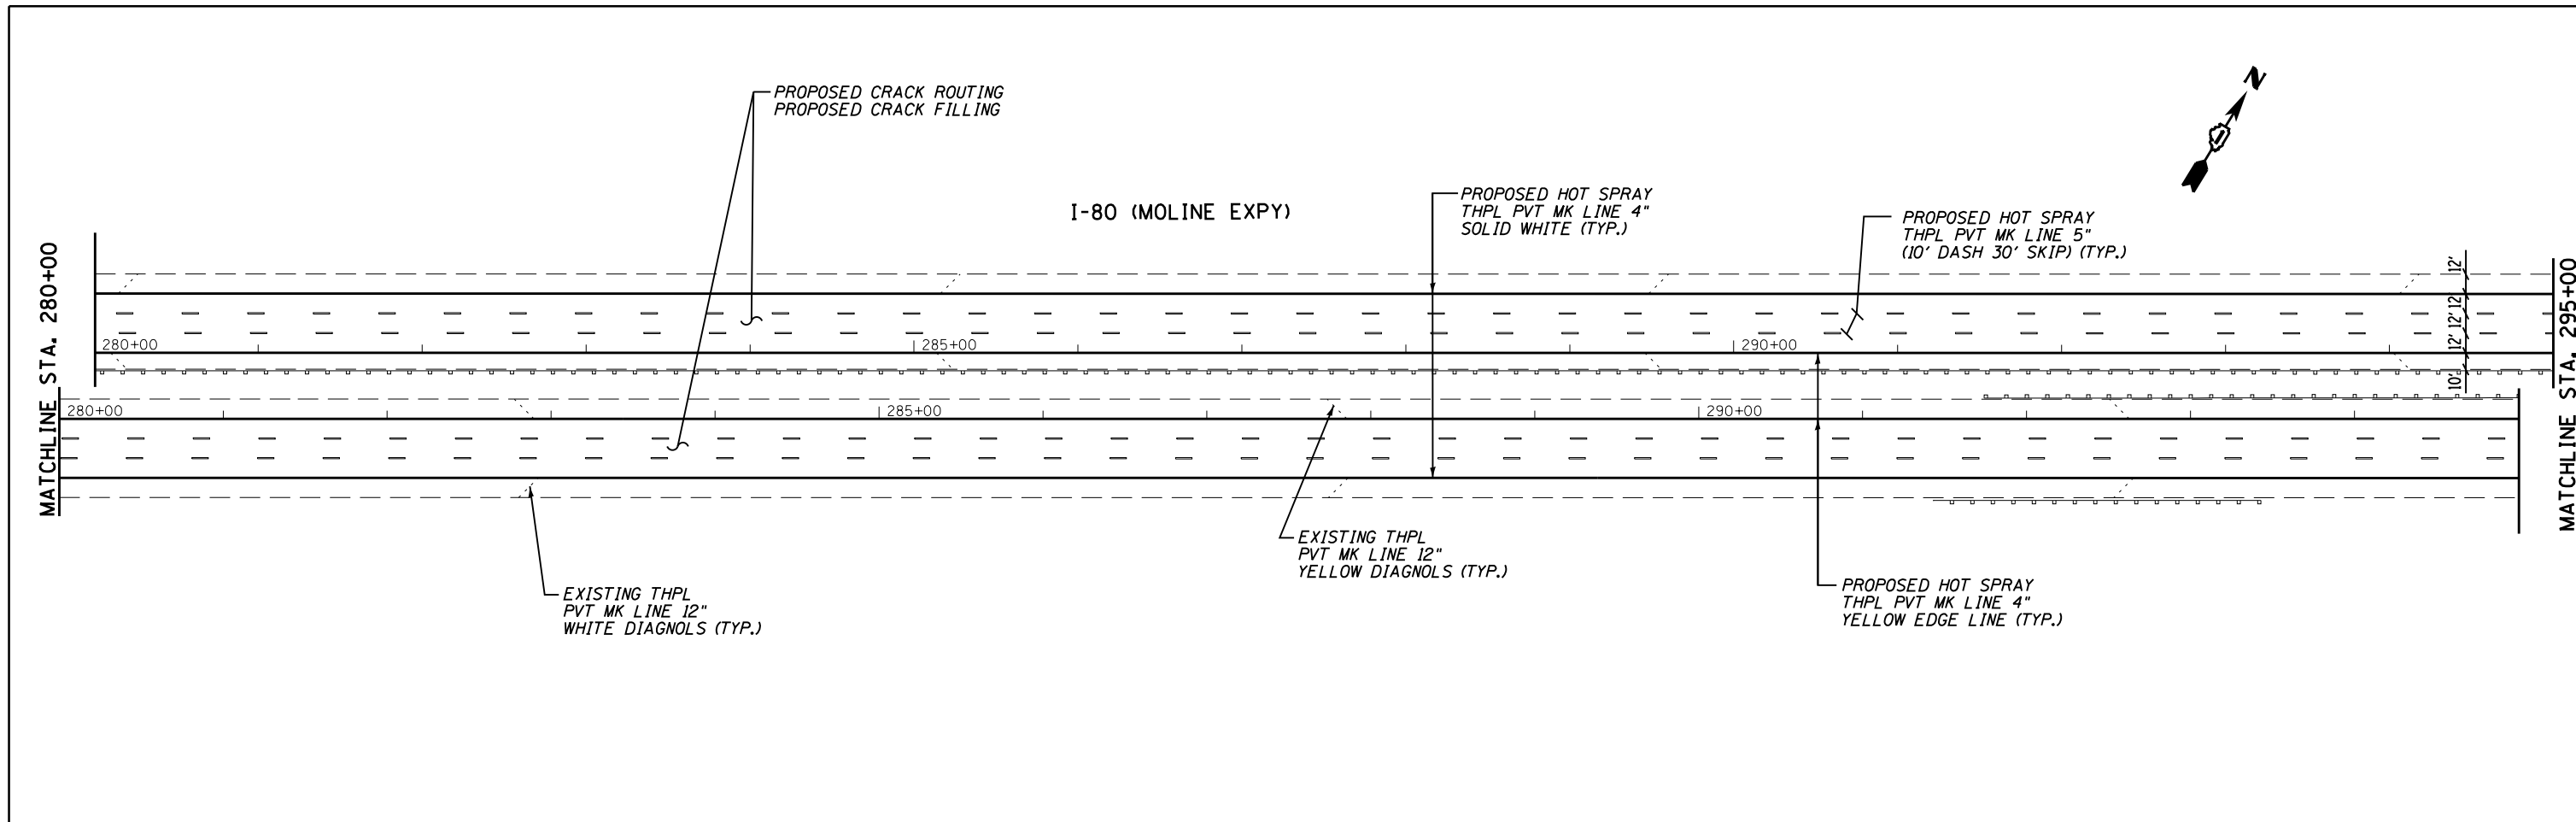 PROPOSED CRACK ROUTING
PROPOSED CRACK FILLING
N
I-80 (MOLINE EXPY)
PROPOSED HOT SPRAY
THPL PVT MK LINE 4"
SOLID WHITE (TYP.)
PROPOSED HOT SPRAY
THPL PVT MK LINE 5"
(10' DASH 30' SKIP) (TYP.)
MATCHLINE STA. 280+00
MATCHLINE STA. 295+00
12'
12'
12'
12'
10'
280+00
285+00
290+00
280+00
285+00
290+00
EXISTING THPL
PVT MK LINE 12"
YELLOW DIAGNOLS (TYP.)
EXISTING THPL
PVT MK LINE 12"
WHITE DIAGNOLS (TYP.)
PROPOSED HOT SPRAY
THPL PVT MK LINE 4"
YELLOW EDGE LINE (TYP.)